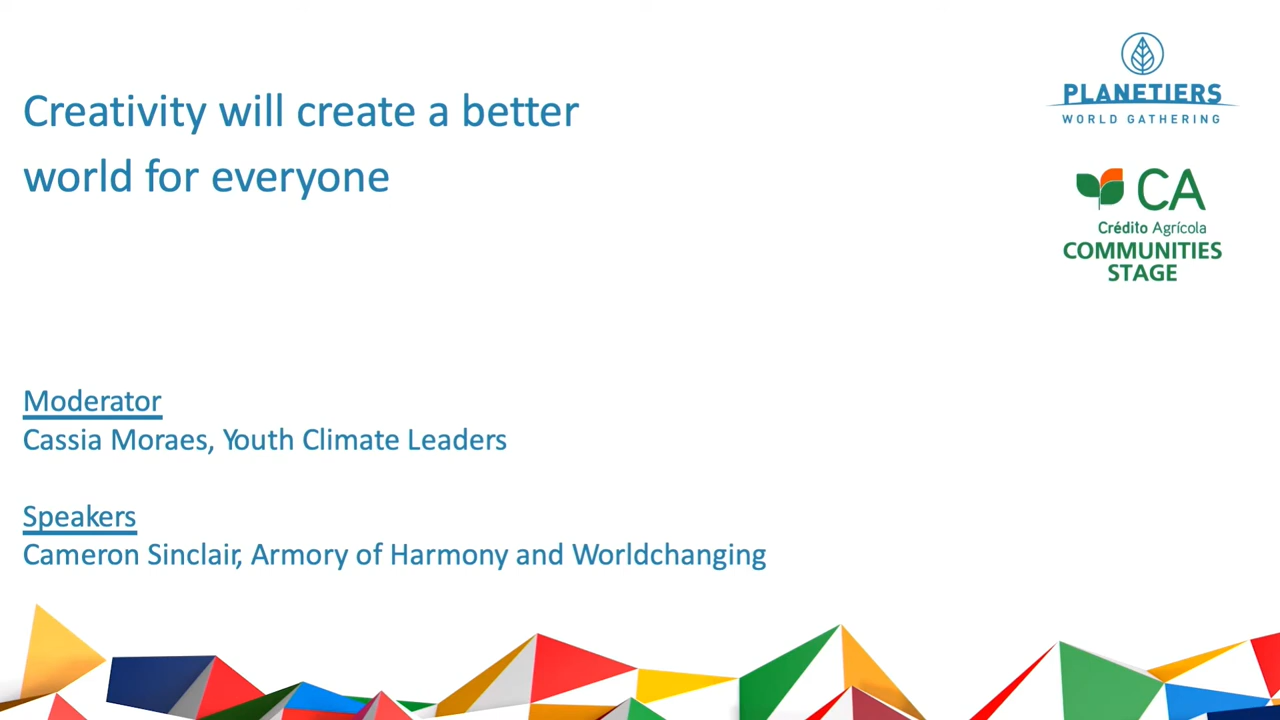 Creativity will create a better
world for everyone
PLANETIERS
WORLD GATHERING
CA
Crédito Agrícola
COMMUNITIES
STAGE
Moderator
Cassia Moraes, Youth Climate Leaders
Speakers
Cameron Sinclair, Armory of Harmony and Worldchanging